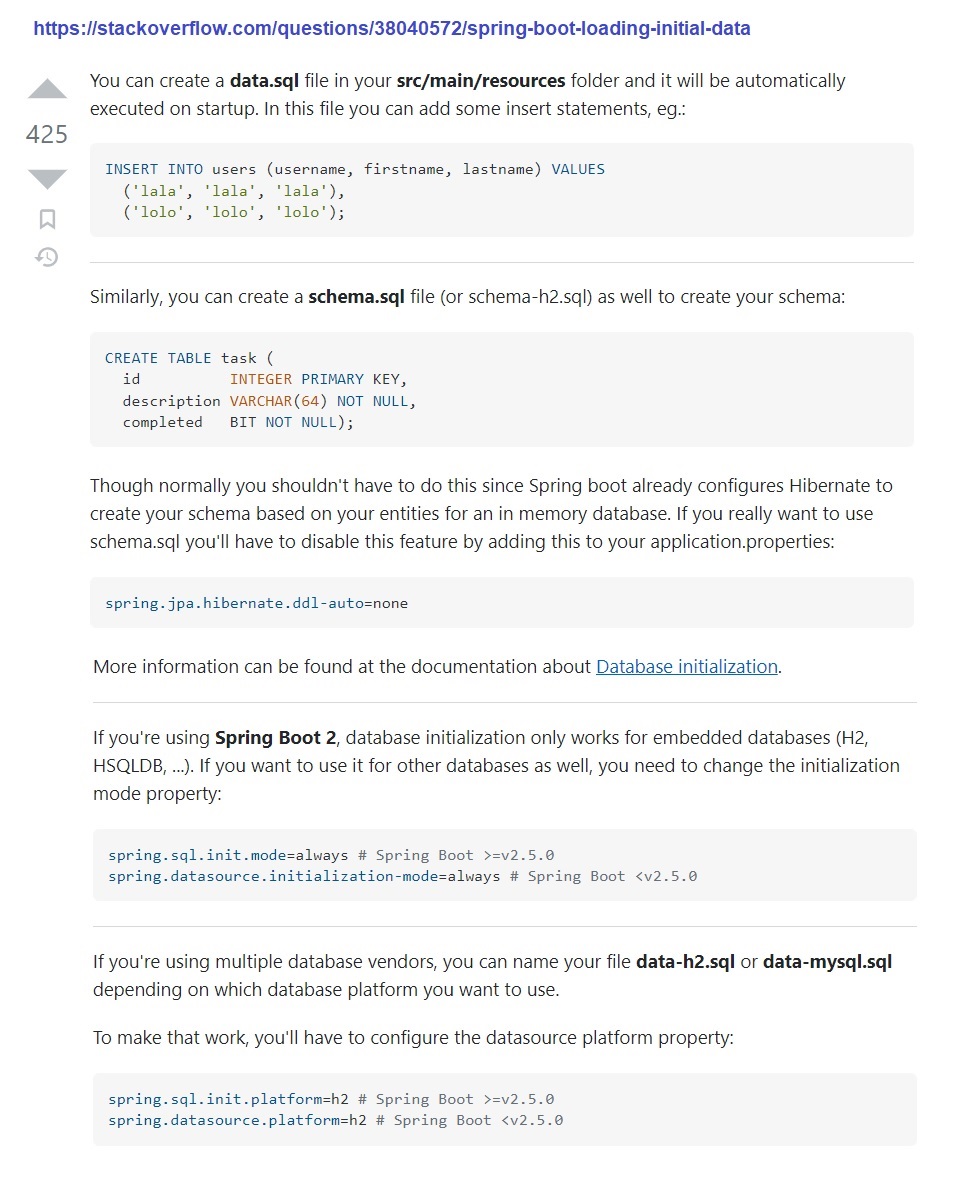 https://stackoverflow.com/questions/38040572/spring-boot-loading-initial-data
You can create a data.sql file in your src/main/resources folder and it will be automatically
executed on startup. In this file you can add some insert statements, eg.:
425
INSERT INTO users (username, firstname, lastname) VALUES
  ('lala', 'lala', 'lala'),
  ('lolo', 'lolo', 'lolo');
Similarly, you can create a schema.sql file (or schema-h2.sql) as well to create your schema:
CREATE TABLE task (
  id          INTEGER PRIMARY KEY,
  description VARCHAR(64) NOT NULL,
  completed   BIT NOT NULL);
Though normally you shouldn't have to do this since Spring boot already configures Hibernate to
create your schema based on your entities for an in memory database. If you really want to use
schema.sql you'll have to disable this feature by adding this to your application.properties:
spring.jpa.hibernate.ddl-auto=none
More information can be found at the documentation about Database initialization.
If you're using Spring Boot 2, database initialization only works for embedded databases (H2,
HSQLDB, ...). If you want to use it for other databases as well, you need to change the initialization
mode property:
spring.sql.init.mode=always # Spring Boot >=v2.5.0
spring.datasource.initialization-mode=always # Spring Boot <v2.5.0
If you're using multiple database vendors, you can name your file data-h2.sql or data-mysql.sql
depending on which database platform you want to use.
To make that work, you'll have to configure the datasource platform property:
spring.sql.init.platform=h2 # Spring Boot >=v2.5.0
spring.datasource.platform=h2 # Spring Boot <v2.5.0